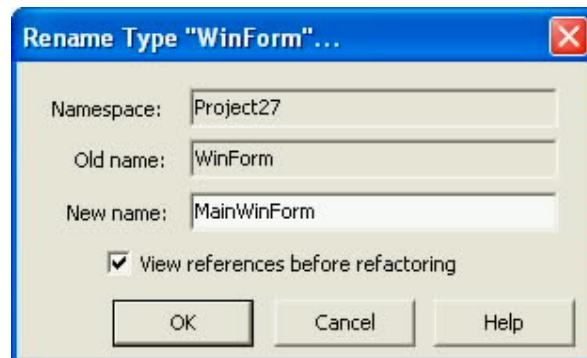 Rename Type "WinForm"...
Namespace: Project27
Old name: WinForm
New name: MainWinForm
View references before refactoring
OK Cancel Help